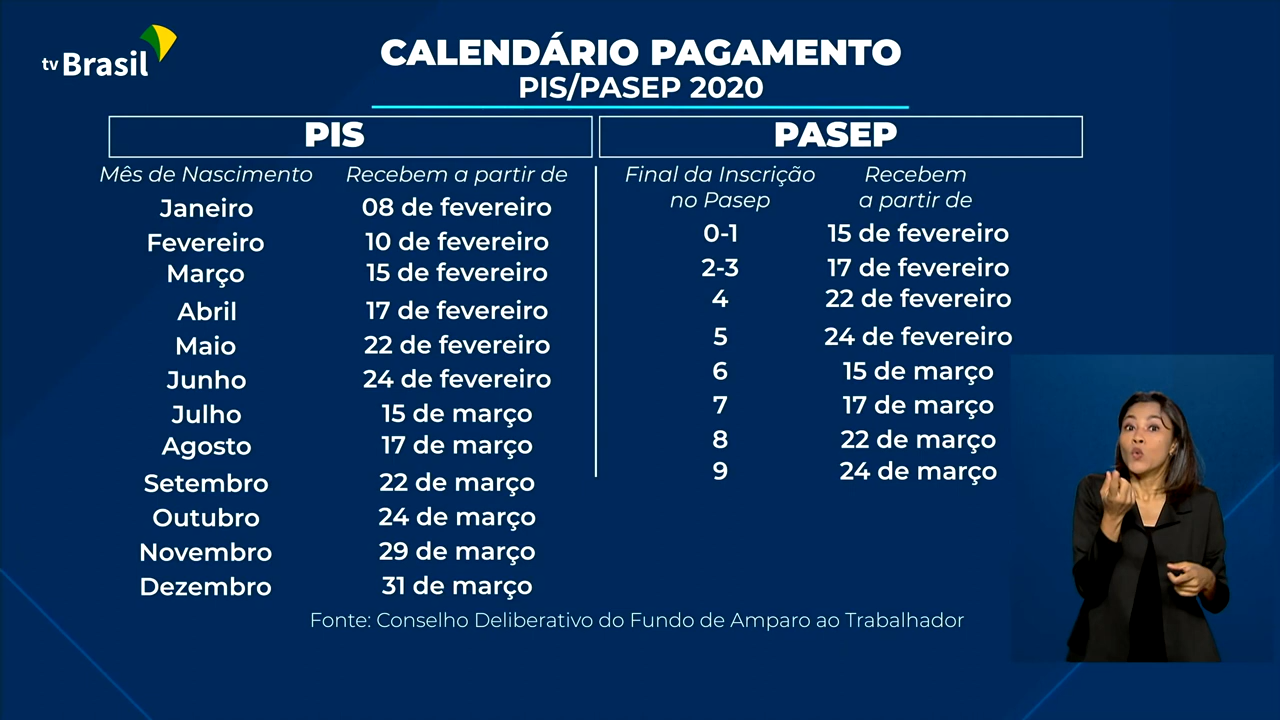 tv Brasil
CALENDÁRIO PAGAMENTO
PIS/PASEP 2020
PIS
Mês de Nascimento Recebem a partir de
Janeiro 08 de fevereiro
Fevereiro 10 de fevereiro
Março 15 de fevereiro
Abril 17 de fevereiro
Maio 22 de fevereiro
Junho 24 de fevereiro
Julho 15 de março
Agosto 17 de março
Setembro 22 de março
Outubro 24 de março
Novembro 29 de março
Dezembro 31 de março
PASEP
Final da Inscrição Recebem
no Pasep a partir de
0-1 15 de fevereiro
2-3 17 de fevereiro
4 22 de fevereiro
5 24 de fevereiro
6 15 de março
7 17 de março
8 22 de março
9 24 de março
Fonte: Conselho Deliberativo do Fundo de Amparo ao Trabalhador